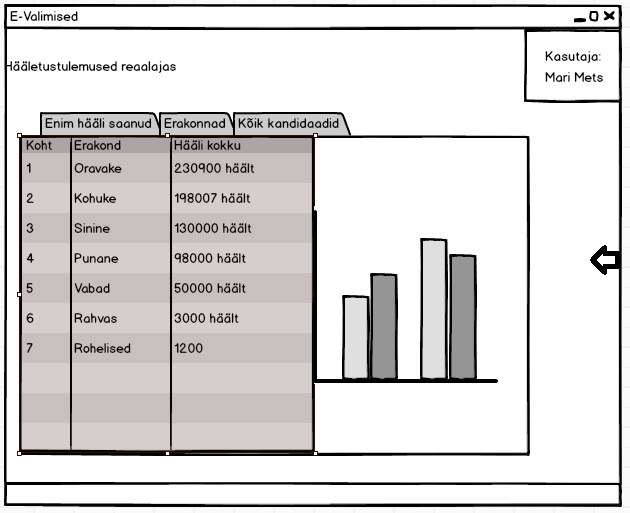 E-Valimised
Kasutaja:
Mari Mets
Hääletustulemused reaalajas
Enim hääli saanud Erakonnad Kõik kandidaadid
Koht Erakond Hääli kokku
1 Oravake 230900 häält
2 Kohuke 198007 häält
3 Sinine 130000 häält
4 Punane 98000 häält
5 Vabad 50000 häält
6 Rahvas 3000 häält
7 Rohelised 1200